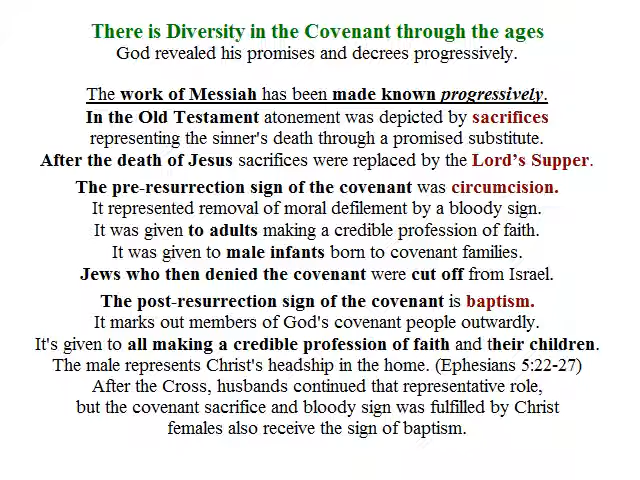 There is Diversity in the Covenant through the ages
God revealed his promises and decrees progressively.
The work of Messiah has been made known progressively.
In the Old Testament atonement was depicted by sacrifices
representing the sinner's death through a promised substitute.
After the death of Jesus sacrifices were replaced by the Lord’s Supper.
The pre-resurrection sign of the covenant was circumcision.
It represented removal of moral defilement by a bloody sign.
It was given to adults making a credible profession of faith.
It was given to male infants born to covenant families.
Jews who then denied the covenant were cut off from Israel.
The post-resurrection sign of the covenant is baptism.
It marks out members of God's covenant people outwardly.
It's given to all making a credible profession of faith and their children.
The male represents Christ's headship in the home. (Ephesians 5:22-27)
After the Cross, husbands continued that representative role,
but the covenant sacrifice and bloody sign was fulfilled by Christ
females also receive the sign of baptism.